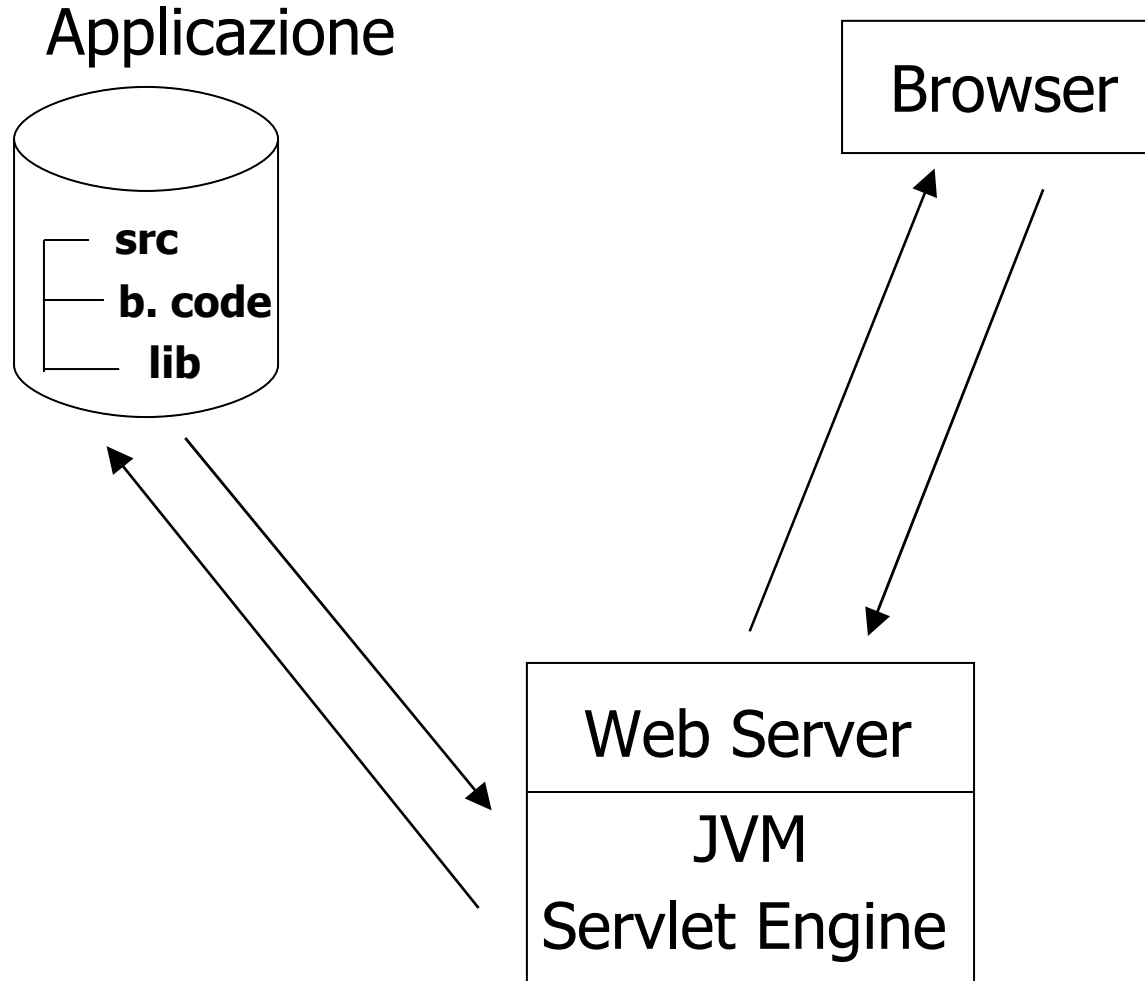 Applicazione
Browser
src
b. code
lib
Web Server
JVM
Servlet Engine